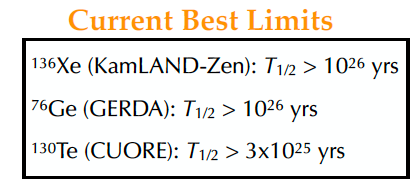 Current Best Limits
¹³⁶Xe (KamLAND-Zen): T₁/₂ > 10²⁶ yrs
⁷⁶Ge (GERDA): T₁/₂ > 10²⁶ yrs
¹³⁰Te (CUORE): T₁/₂ > 3x10²⁵ yrs